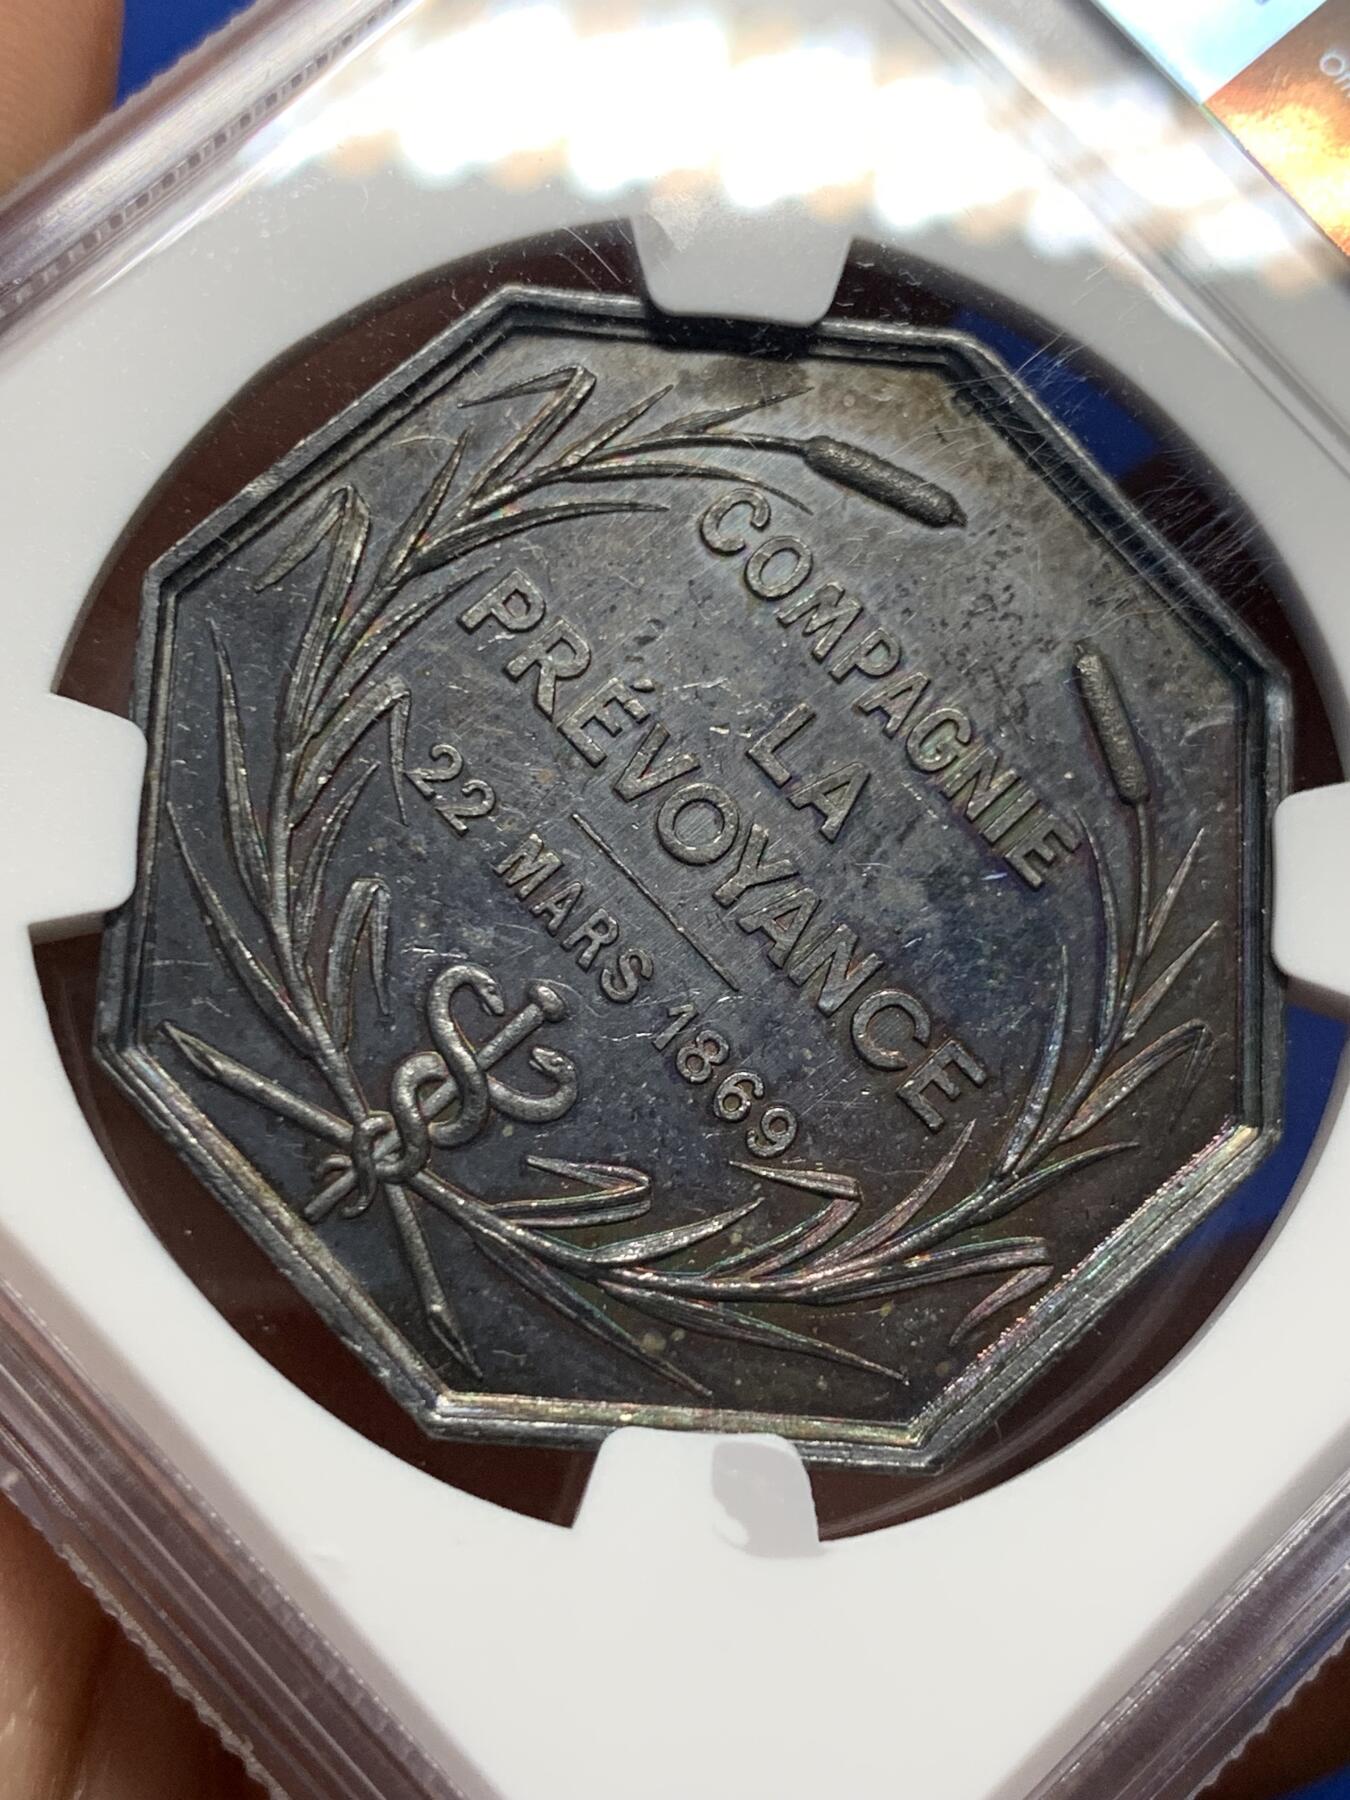 COMPAGNIE
LA
PRÉVOYANCE
22 MARS 1869